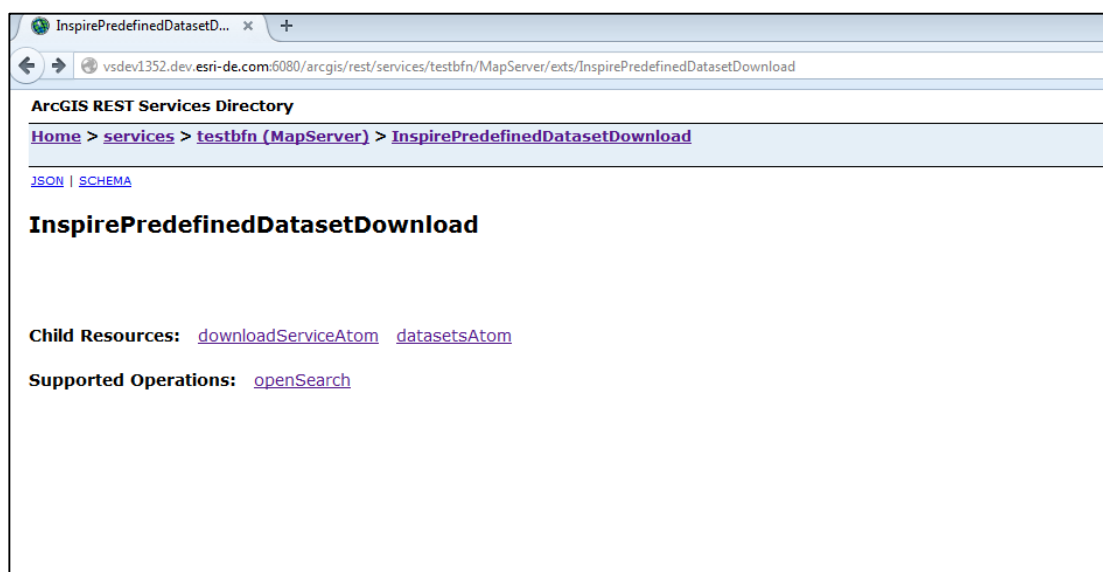 InspirePredefinedDatasetD... × +
vsdev1352.dev.esri-de.com:6080/arcgis/rest/services/testbfn/MapServer/exts/InspirePredefinedDatasetDownload
ArcGIS REST Services Directory
Home > services > testbfn (MapServer) > InspirePredefinedDatasetDownload
JSON | SCHEMA
InspirePredefinedDatasetDownload
Child Resources: downloadServiceAtom datasetsAtom
Supported Operations: openSearch